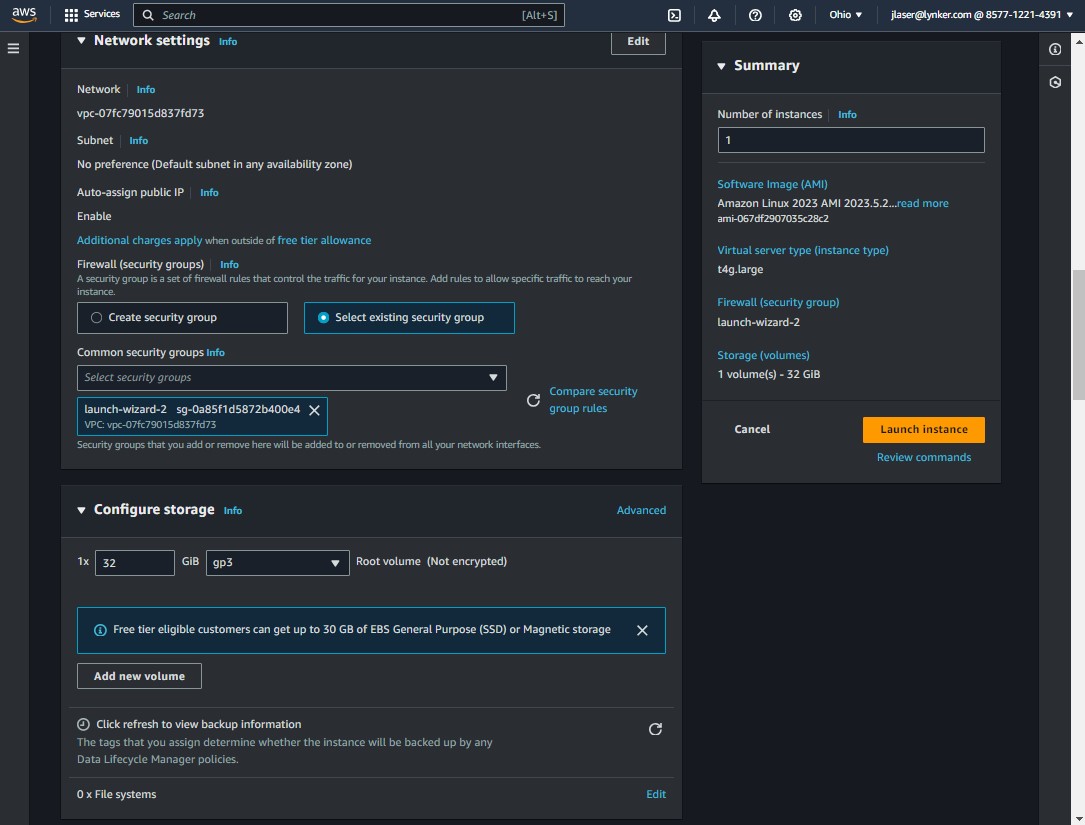 aws
Services
Search
[Alt+S]
Ohio
jlaser@lynker.com @ 8577-1221-4391
Network settings Info
Edit
Network Info
vpc-07fc79015d837fd73
Subnet Info
No preference (Default subnet in any availability zone)
Auto-assign public IP Info
Enable
Additional charges apply when outside of free tier allowance
Firewall (security groups) Info
A security group is a set of firewall rules that control the traffic for your instance. Add rules to allow specific traffic to reach your
instance.
Create security group
Select existing security group
Common security groups Info
Select security groups
launch-wizard-2 sg-0a85f1d5872b400e4
VPC: vpc-07fc79015d837fd73
Compare security
group rules
Security groups that you add or remove here will be added to or removed from all your network interfaces.
Configure storage Info
Advanced
1x 32 GiB gp3 Root volume (Not encrypted)
Free tier eligible customers can get up to 30 GB of EBS General Purpose (SSD) or Magnetic storage
Add new volume
Click refresh to view backup information
The tags that you assign determine whether the instance will be backed up by any
Data Lifecycle Manager policies.
0 x File systems
Edit
Summary
Number of instances Info
1
Software Image (AMI)
Amazon Linux 2023 AMI 2023.5.2...read more
ami-067df2907035c28c2
Virtual server type (instance type)
t4g.large
Firewall (security group)
launch-wizard-2
Storage (volumes)
1 volume(s) - 32 GiB
Cancel
Launch instance
Review commands